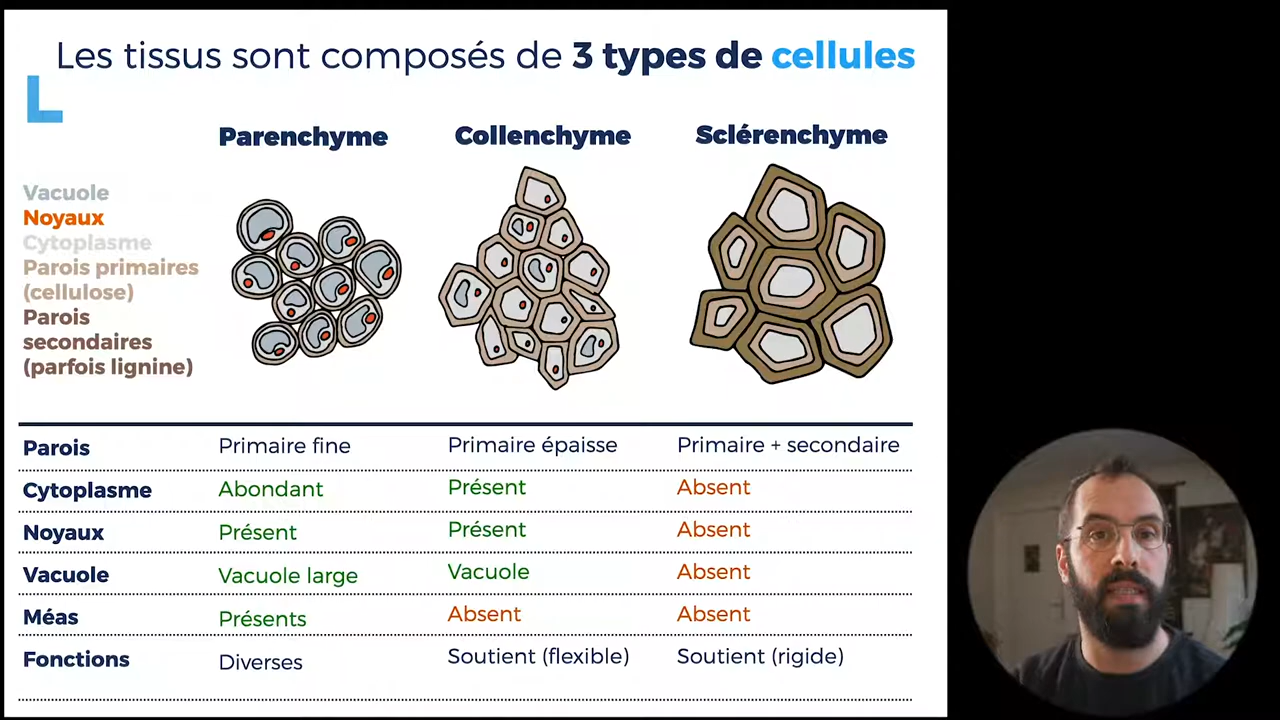 Les tissus sont composés de 3 types de cellules
L
Parenchyme Collenchyme Sclérenchyme
Vacuole
Noyaux
Cytoplasme
Parois primaires
(cellulose)
Parois
secondaires
(parfois lignine)
Parois Primaire fine Primaire épaisse Primaire + secondaire
Cytoplasme Abondant Présent Absent
Noyaux Présent Présent Absent
Vacuole Vacuole large Vacuole Absent
Méas Présents Absent Absent
Fonctions Diverses Soutient (flexible) Soutient (rigide)